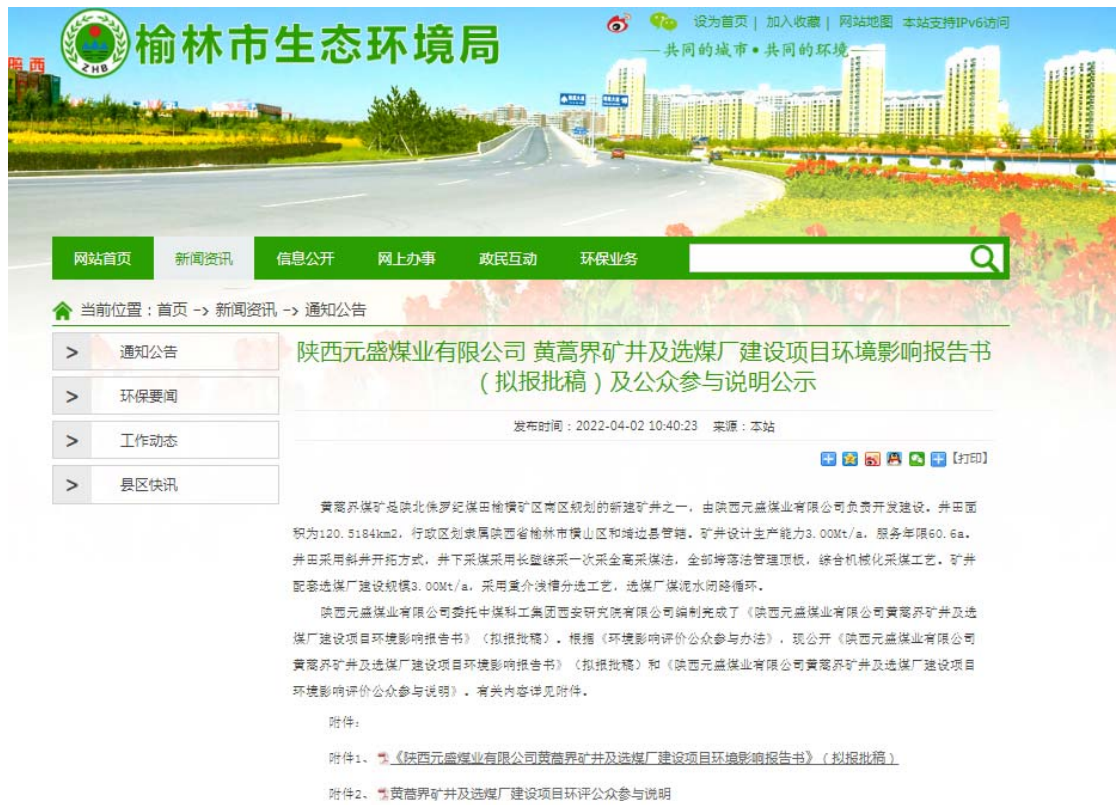 设为首页 | 加入收藏 | 网站地图 本站支持IPv6访问
ZHB
榆林市生态环境局
共同的城市•共同的环境
网站首页 新闻资讯 信息公开 网上办事 政民互动 环保业务
当前位置：首页 -> 新闻资讯 -> 通知公告
> 通知公告
> 环保要闻
> 工作动态
> 县区快讯
陕西元盛煤业有限公司 黄蒿界矿井及选煤厂建设项目环境影响报告书
（拟报批稿）及公众参与说明公示
发布时间：2022-04-02 10:40:23 来源：本站
【打印】
黄蒿界煤矿是陕北侏罗纪煤田榆横矿区南区规划的新建矿井之一，由陕西元盛煤业有限公司负责开发建设。井田面
积为120.5184km2，行政区划隶属陕西省榆林市横山区和靖边县管辖。矿井设计生产能力3.00Mt/a，服务年限60.6a。
井田采用斜井开拓方式，井下采煤采用长壁综采一次采全高采煤法，全部垮落法管理顶板，综合机械化采煤工艺。矿井
配套选煤厂建设规模3.00Mt/a，采用重介浅槽分选工艺，选煤厂煤泥水闭路循环。
陕西元盛煤业有限公司委托中煤科工集团西安研究院有限公司编制完成了《陕西元盛煤业有限公司黄蒿界矿井及选
煤厂建设项目环境影响报告书》（拟报批稿）。根据《环境影响评价公众参与办法》，现公开《陕西元盛煤业有限公司
黄蒿界矿井及选煤厂建设项目环境影响报告书》（拟报批稿）和《陕西元盛煤业有限公司黄蒿界矿井及选煤厂建设项目
环境影响评价公众参与说明》。有关内容详见附件。
附件：
附件1、《陕西元盛煤业有限公司黄蒿界矿井及选煤厂建设项目环境影响报告书》（拟报批稿）
附件2、黄蒿界矿井及选煤厂建设项目环评公众参与说明